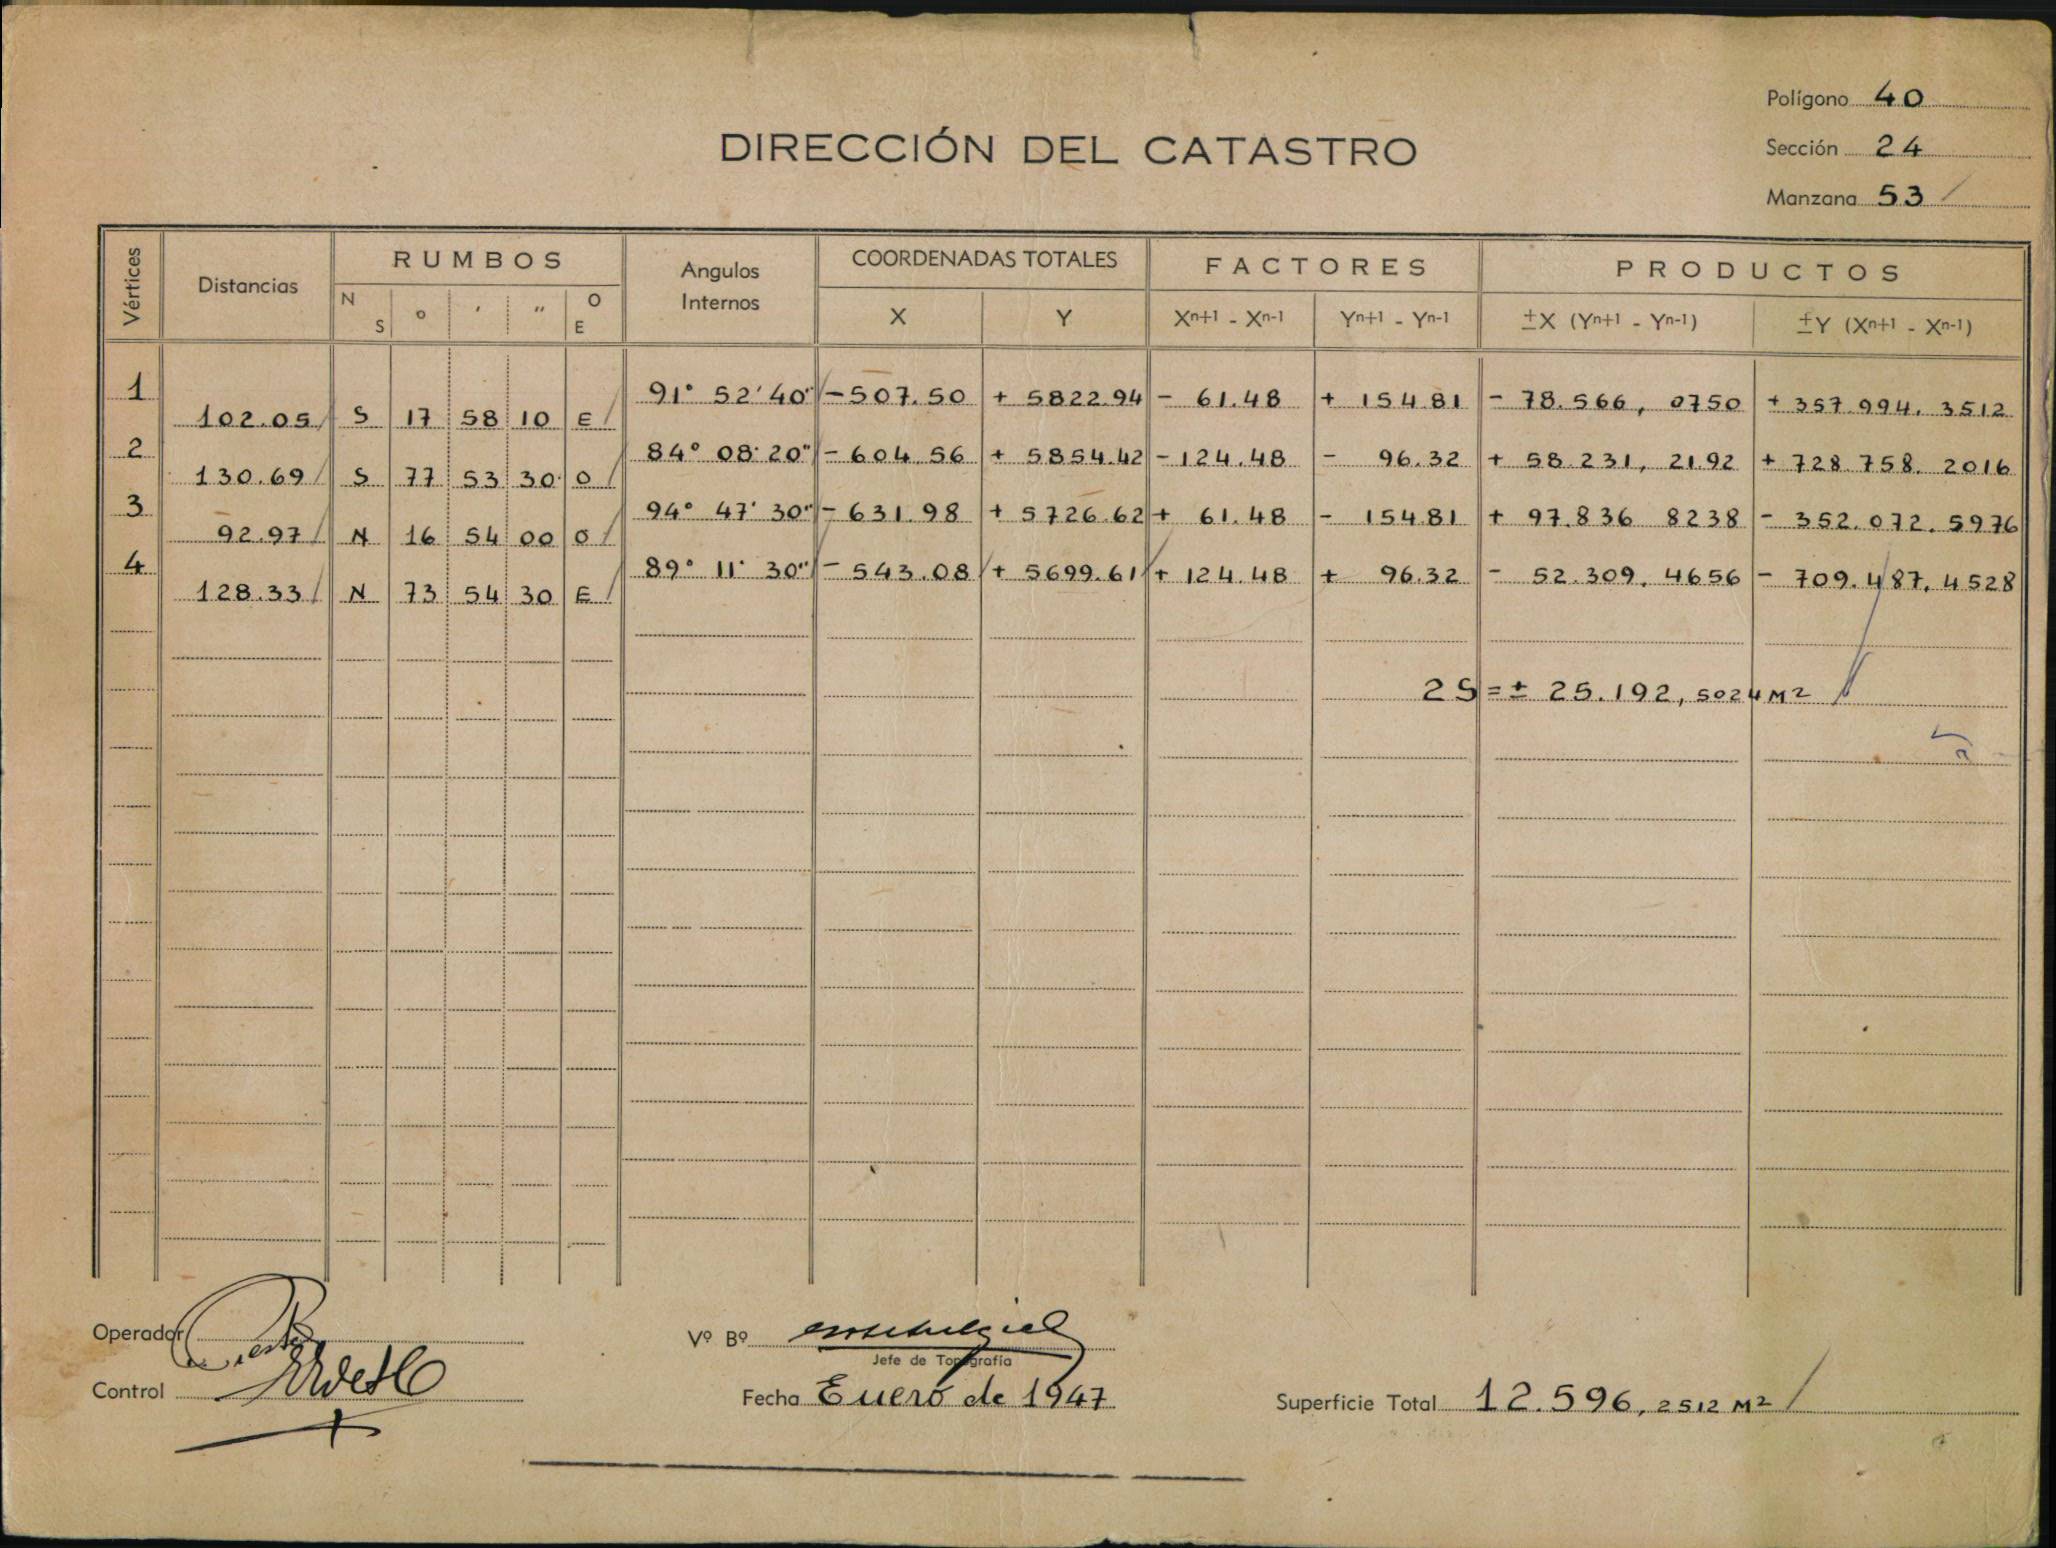 Polígono 40
DIRECCIÓN DEL CATASTRO
Sección 24
Manzana 53 /
Vértices Distancias RUMBOS Angulos Internos COORDENADAS TOTALES FACTORES PRODUCTOS
N S o ′ ″ O E X Y Xn+1 - Xn-1 Yn+1 - Yn-1 ±X (Yn+1 - Yn-1) ±Y (Xn+1 - Xn-1)
1 91° 52' 40" -507.50 + 5822.94 - 61.48 + 154.81 - 78.566, 0750 + 357.994, 3512
102.05 S 17 58 10 E
2 84° 08' 20" - 604.56 + 5854.42 -124.48 - 96.32 + 58.231, 2192 + 728.758. 2016
130.69 S 77 53 30 O
3 94° 47' 30" - 631.98 + 5726.62 + 61.48 - 154.81 + 97.836 8238 - 352.072.5976
92.97 N 16 54 00 O
4 89° 11' 30" - 543.08 + 5699.61 + 124.48 + 96.32 - 52.309, 4656 - 709.487, 4528
128.33 N 73 54 30 E
2S = ± 25.192, 5024 M2
Operador
Vº Bº
Jefe de Topografía
Control
Fecha Enero de 1947
Superficie Total 12.596, 2512 M2 /